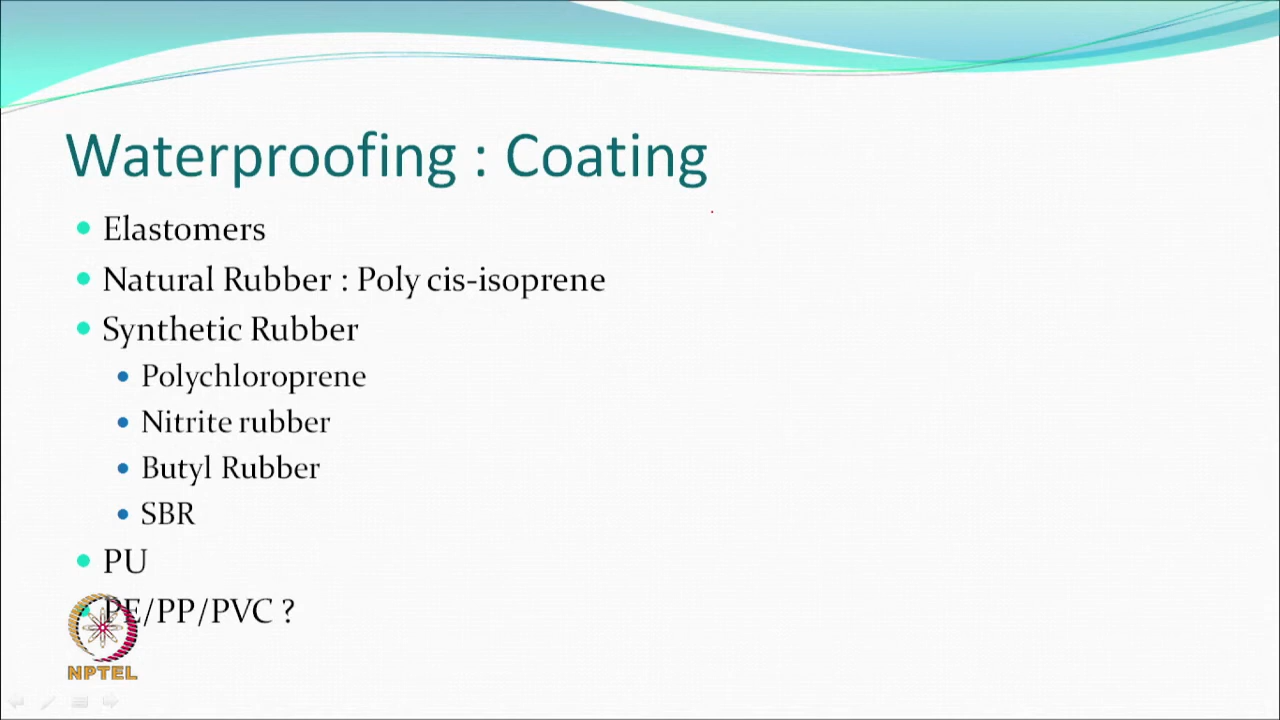 Waterproofing : Coating
Elastomers
Natural Rubber : Poly cis-isoprene
Synthetic Rubber
Polychloroprene
Nitrite rubber
Butyl Rubber
SBR
PU
PE/PP/PVC ?
NPTEL